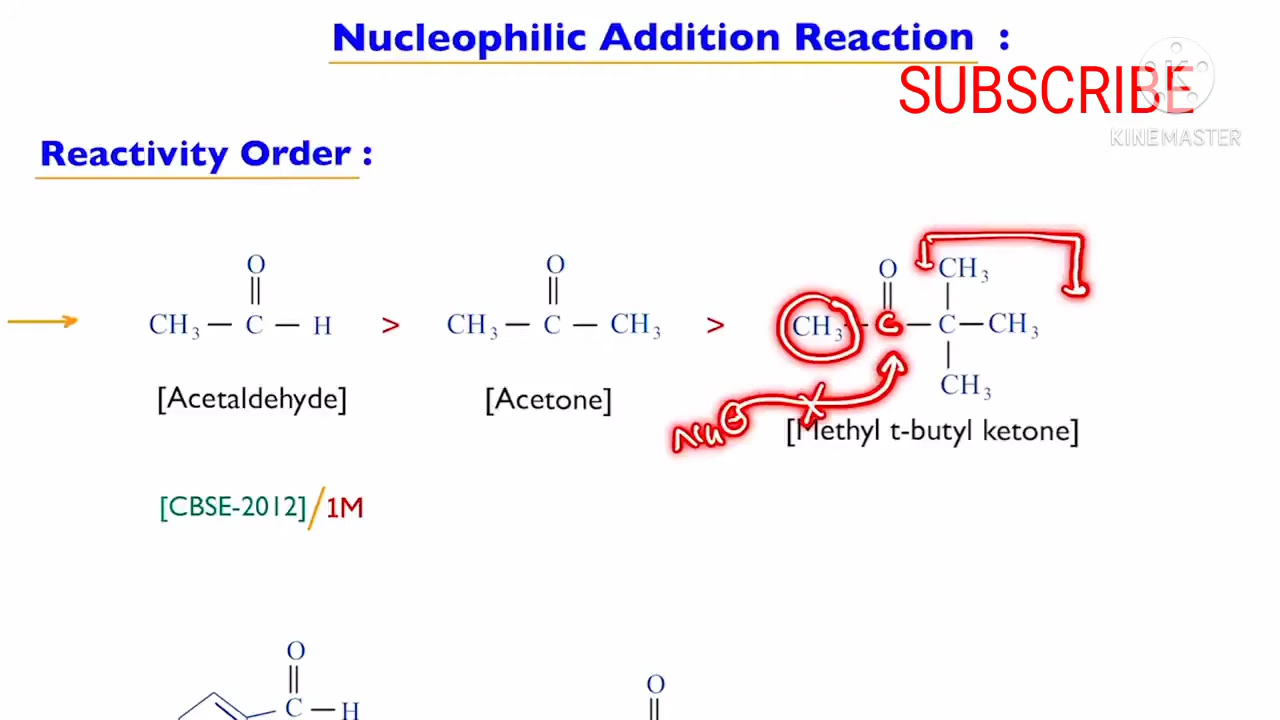 Nucleophilic Addition Reaction :
SUBSCRIBE
K
KINEMASTER
Reactivity Order :
O
CH₃ — C — H
[Acetaldehyde]
>
O
CH₃ — C — CH₃
[Acetone]
>
O CH₃
CH₃ — C — C — CH₃
CH₃
Nu⊖
[Methyl t-butyl ketone]
[CBSE-2012]/1M
O
C — H
O